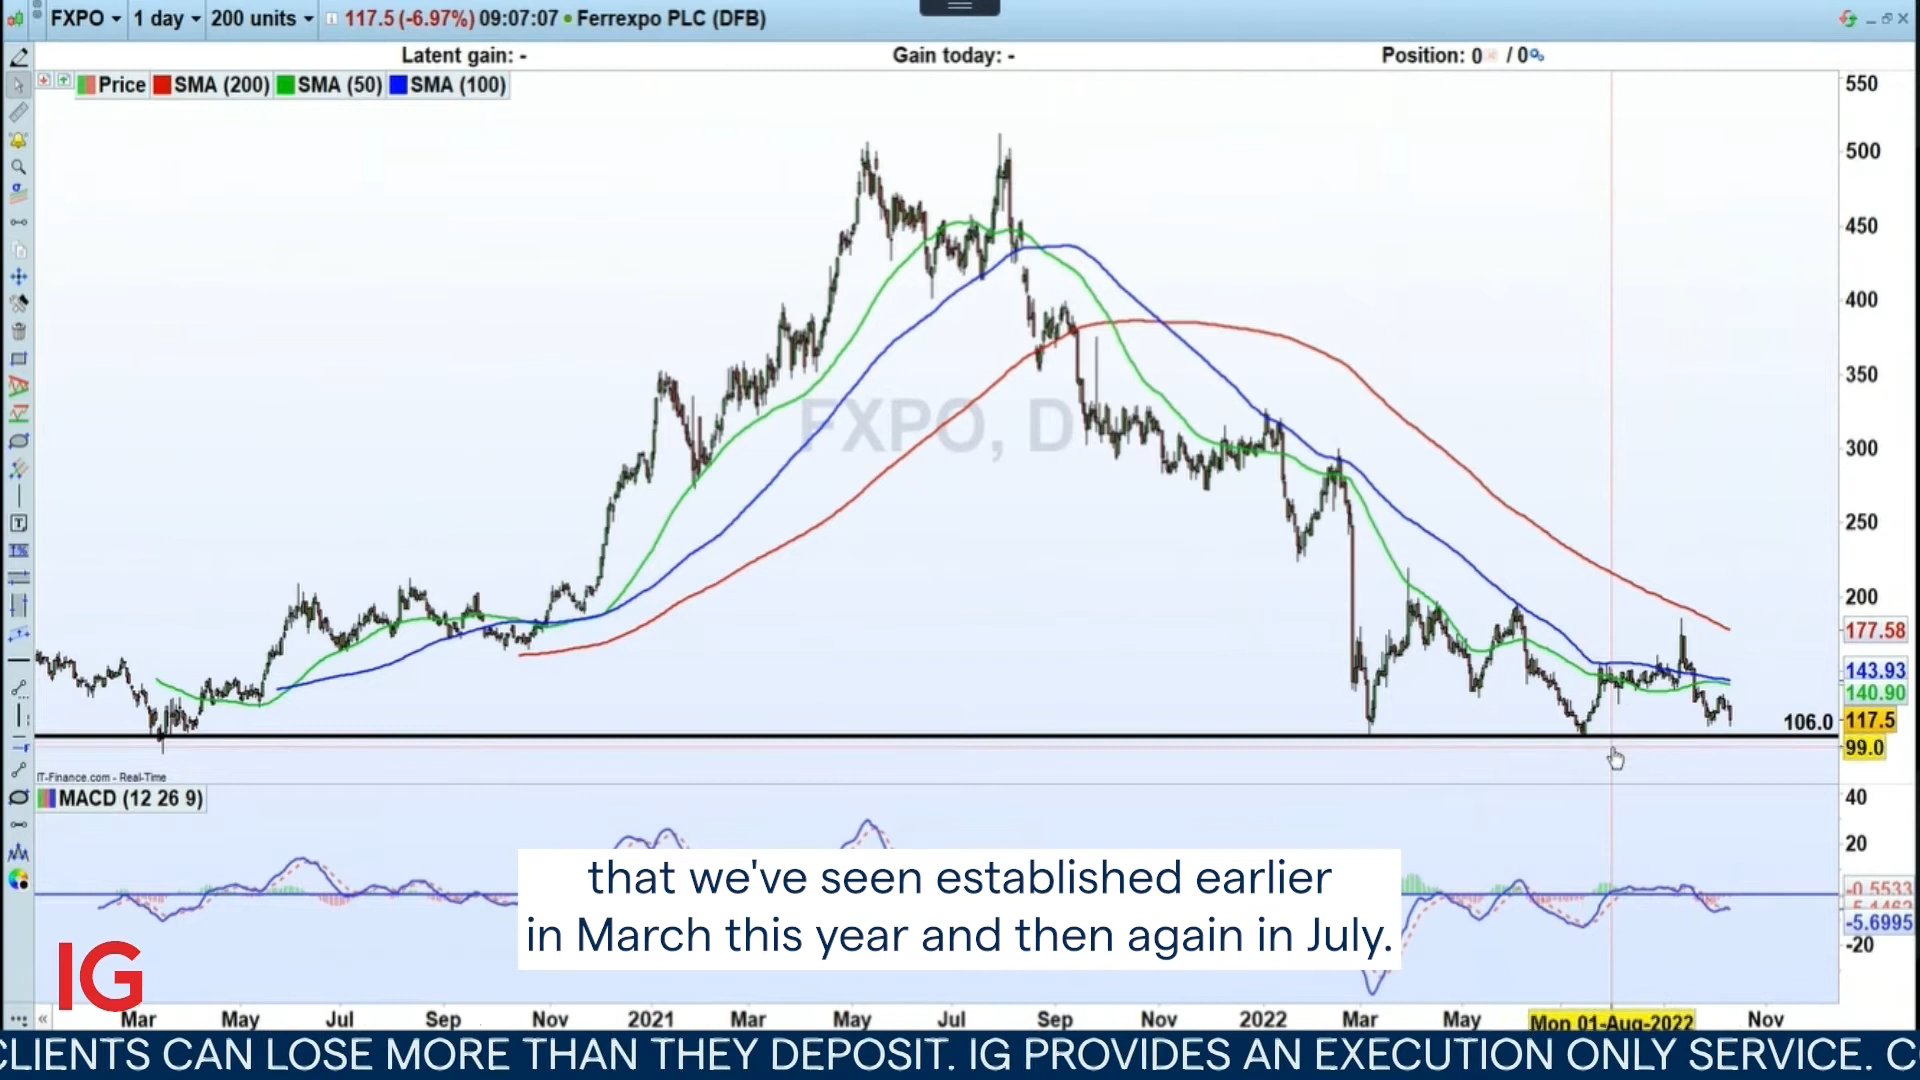 FXPO 1 day 200 units 117.5 (-6.97%) 09:07:07 Ferrexpo PLC (DFB)
Latent gain: - Gain today: - Position: 0 / 0
Price SMA (200) SMA (50) SMA (100)
550
500
450
400
350
300
250
200
FXPO, D
177.58
143.93
140.90
106.0 117.5
99.0
IT-Finance.com - Real-Time
MACD (12 26 9)
40
20
-0.5533
-5.6995
-20
that we've seen established earlier
in March this year and then again in July.
IG
Mar May Jul Sep Nov 2021 Mar May Jul Sep Nov 2022 Mar May Mon 01-Aug-2022 Nov
CLIENTS CAN LOSE MORE THAN THEY DEPOSIT. IG PROVIDES AN EXECUTION ONLY SERVICE. C